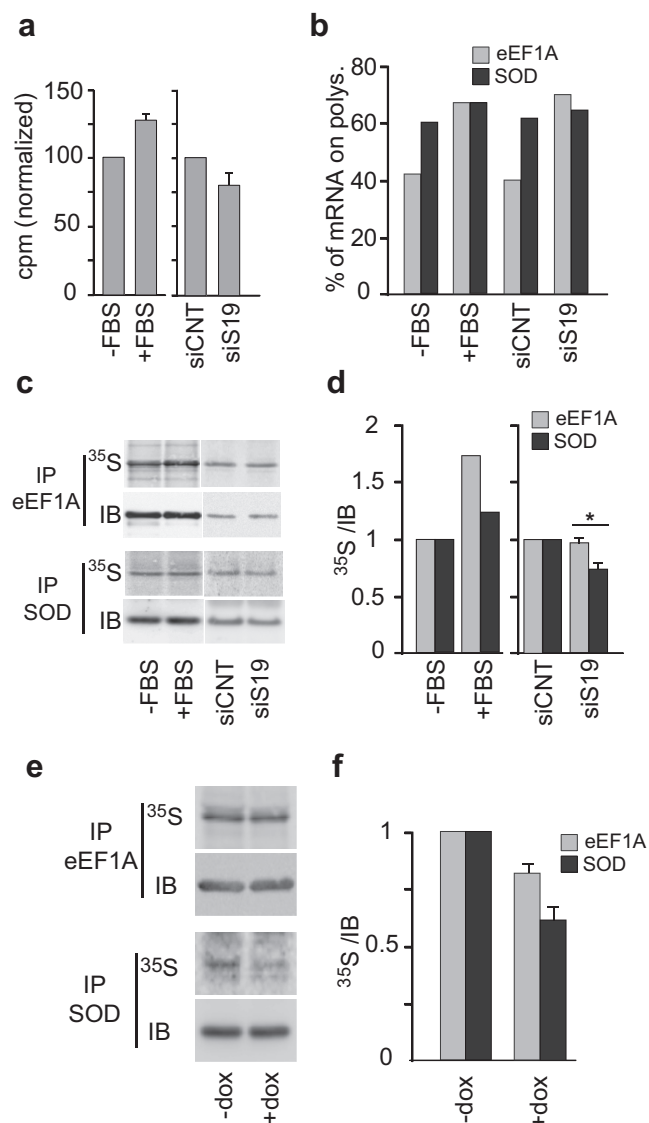 a
cpm (normalized)
150
100
75
50
0
-FBS
+FBS
siCNT
siS19
b
eEF1A
SOD
% of mRNA on polys.
80
60
40
20
0
-FBS
+FBS
siCNT
siS19
c
IP
eEF1A
35S
IB
IP
SOD
35S
IB
-FBS
+FBS
siCNT
siS19
d
eEF1A
SOD
35S /IB
2
1.5
1
0.5
0
*
-FBS
+FBS
siCNT
siS19
e
IP
eEF1A
35S
IB
IP
SOD
35S
IB
-dox
+dox
f
eEF1A
SOD
35S /IB
1
0.5
0
-dox
+dox